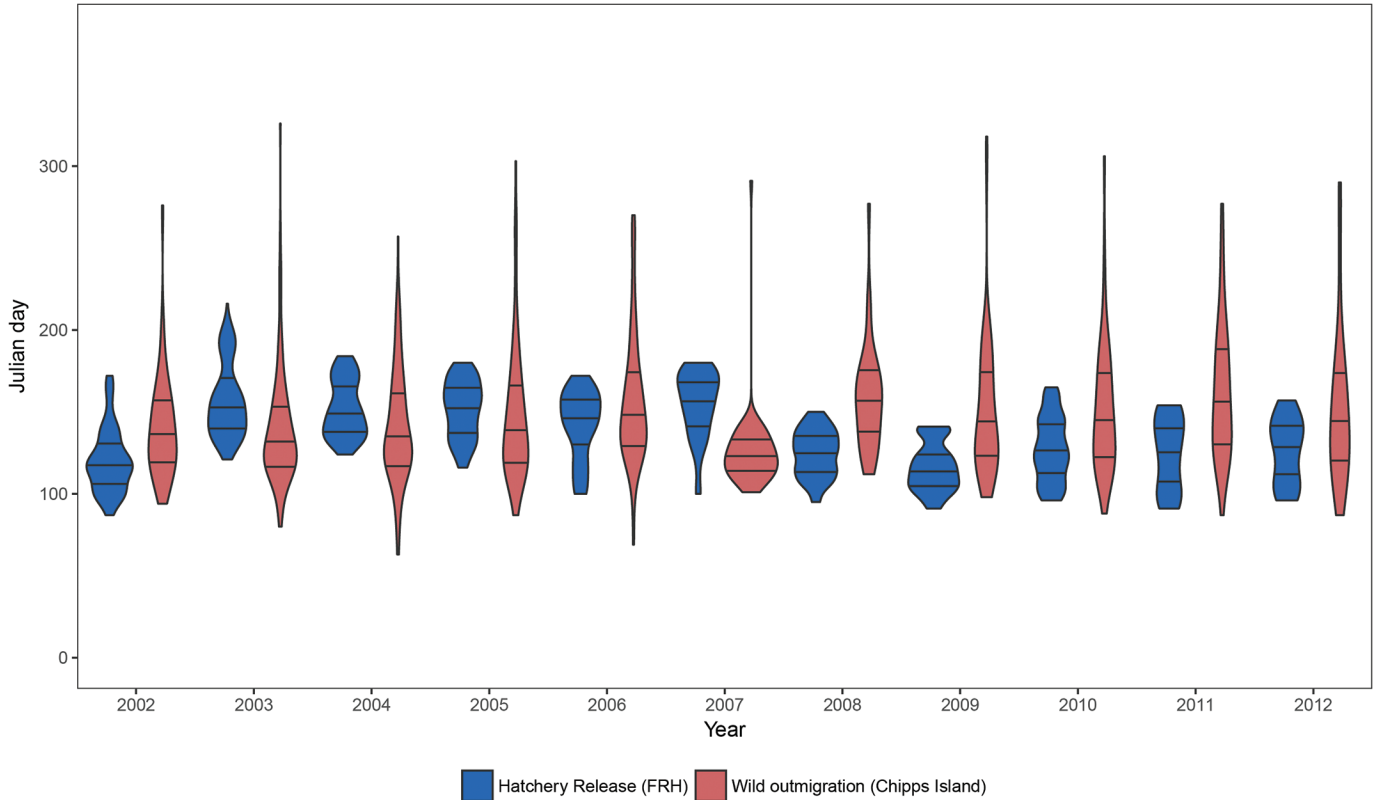 Julian day
300
200
100
0
2002 2003 2004 2005 2006 2007 2008 2009 2010 2011 2012
Year
Hatchery Release (FRH) Wild outmigration (Chipps Island)